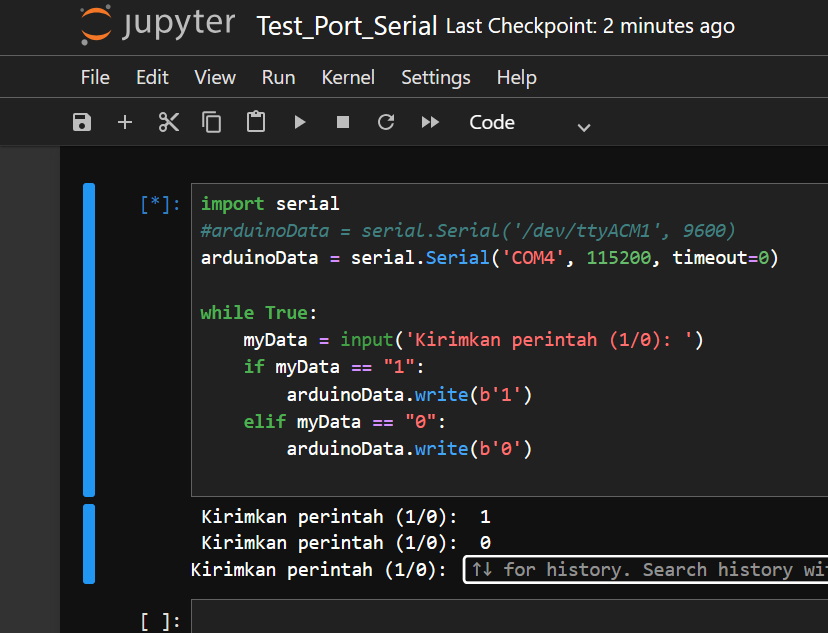 jupyter Test_Port_Serial Last Checkpoint: 2 minutes ago
File Edit View Run Kernel Settings Help
Code
[*]:
import serial
#arduinoData = serial.Serial('/dev/ttyACM1', 9600)
arduinoData = serial.Serial('COM4', 115200, timeout=0)
while True:
    myData = input('Kirimkan perintah (1/0): ')
    if myData == "1":
        arduinoData.write(b'1')
    elif myData == "0":
        arduinoData.write(b'0')
Kirimkan perintah (1/0):  1
Kirimkan perintah (1/0):  0
Kirimkan perintah (1/0): ↑↓ for history. Search history wi
[ ]: